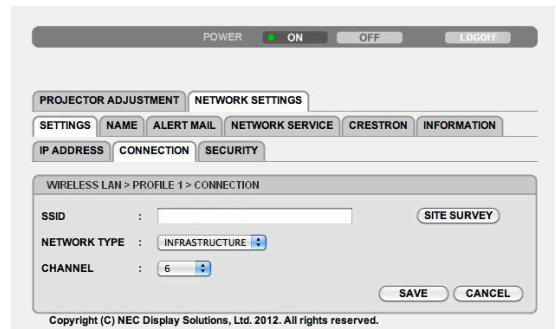 POWER ON OFF LOGOFF
PROJECTOR ADJUSTMENT NETWORK SETTINGS
SETTINGS NAME ALERT MAIL NETWORK SERVICE CRESTRON INFORMATION
IP ADDRESS CONNECTION SECURITY
WIRELESS LAN > PROFILE 1 > CONNECTION
SSID : SITE SURVEY
NETWORK TYPE : INFRASTRUCTURE
CHANNEL : 6
SAVE CANCEL
Copyright (C) NEC Display Solutions, Ltd. 2012. All rights reserved.